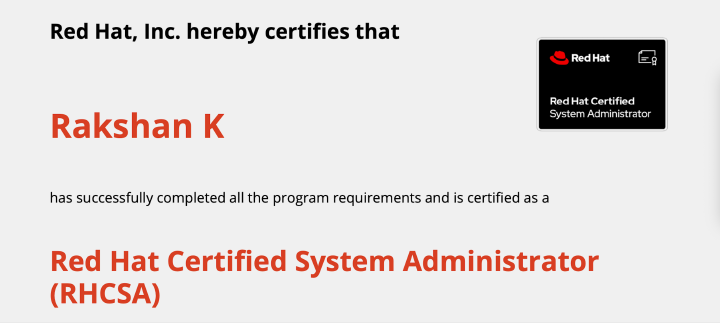 Red Hat, Inc. hereby certifies that
Red Hat
Red Hat Certified
System Administrator
Rakshan K
has successfully completed all the program requirements and is certified as a
Red Hat Certified System Administrator
(RHCSA)